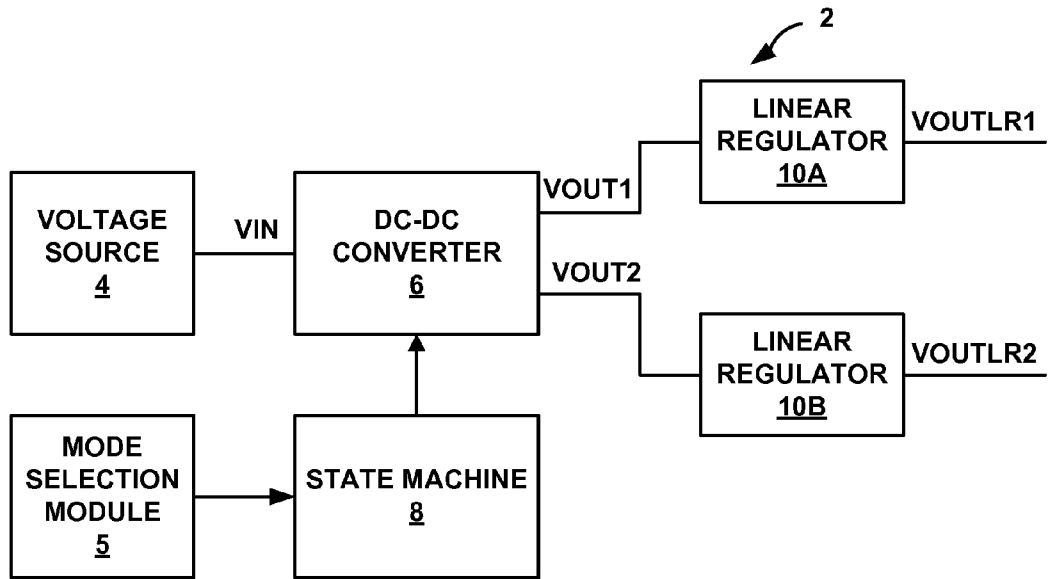 2
LINEAR
REGULATOR
10A
VOUTLR1
VOUT1
VOLTAGE
SOURCE
4
VIN
DC-DC
CONVERTER
6
VOUT2
LINEAR
REGULATOR
10B
VOUTLR2
MODE
SELECTION
MODULE
5
STATE MACHINE
8